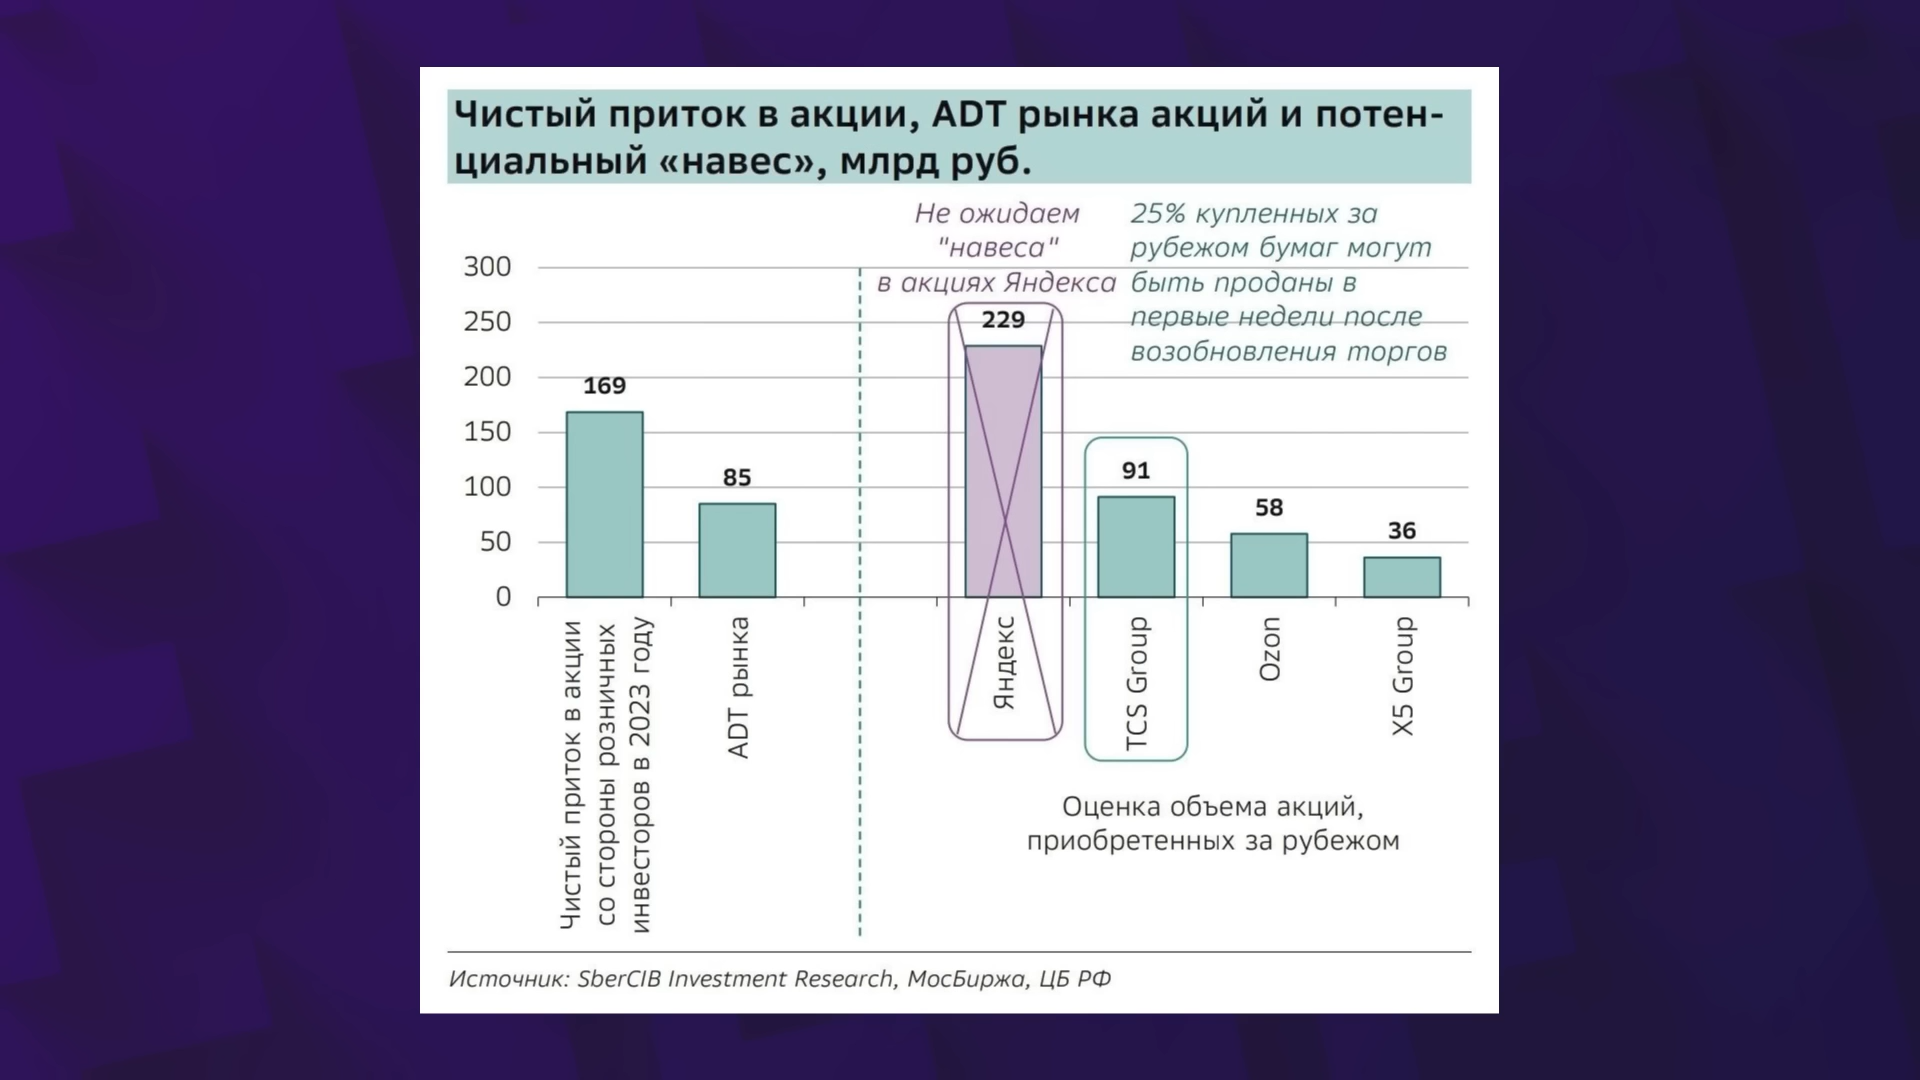 Чистый приток в акции, ADT рынка акций и потен-
циальный «навес», млрд руб.
Не ожидаем
"навеса"
в акциях Яндекса
25% купленных за
рубежом бумаг могут
быть проданы в
первые недели после
возобновления торгов
300
250
200
150
100
50
0
169
85
229
91
58
36
Чистый приток в акции
со стороны розничных
инвесторов в 2023 году
ADT рынка
Яндекс
TCS Group
Ozon
X5 Group
Оценка объема акций,
приобретенных за рубежом
Источник: SberCIB Investment Research, МосБиржа, ЦБ РФ